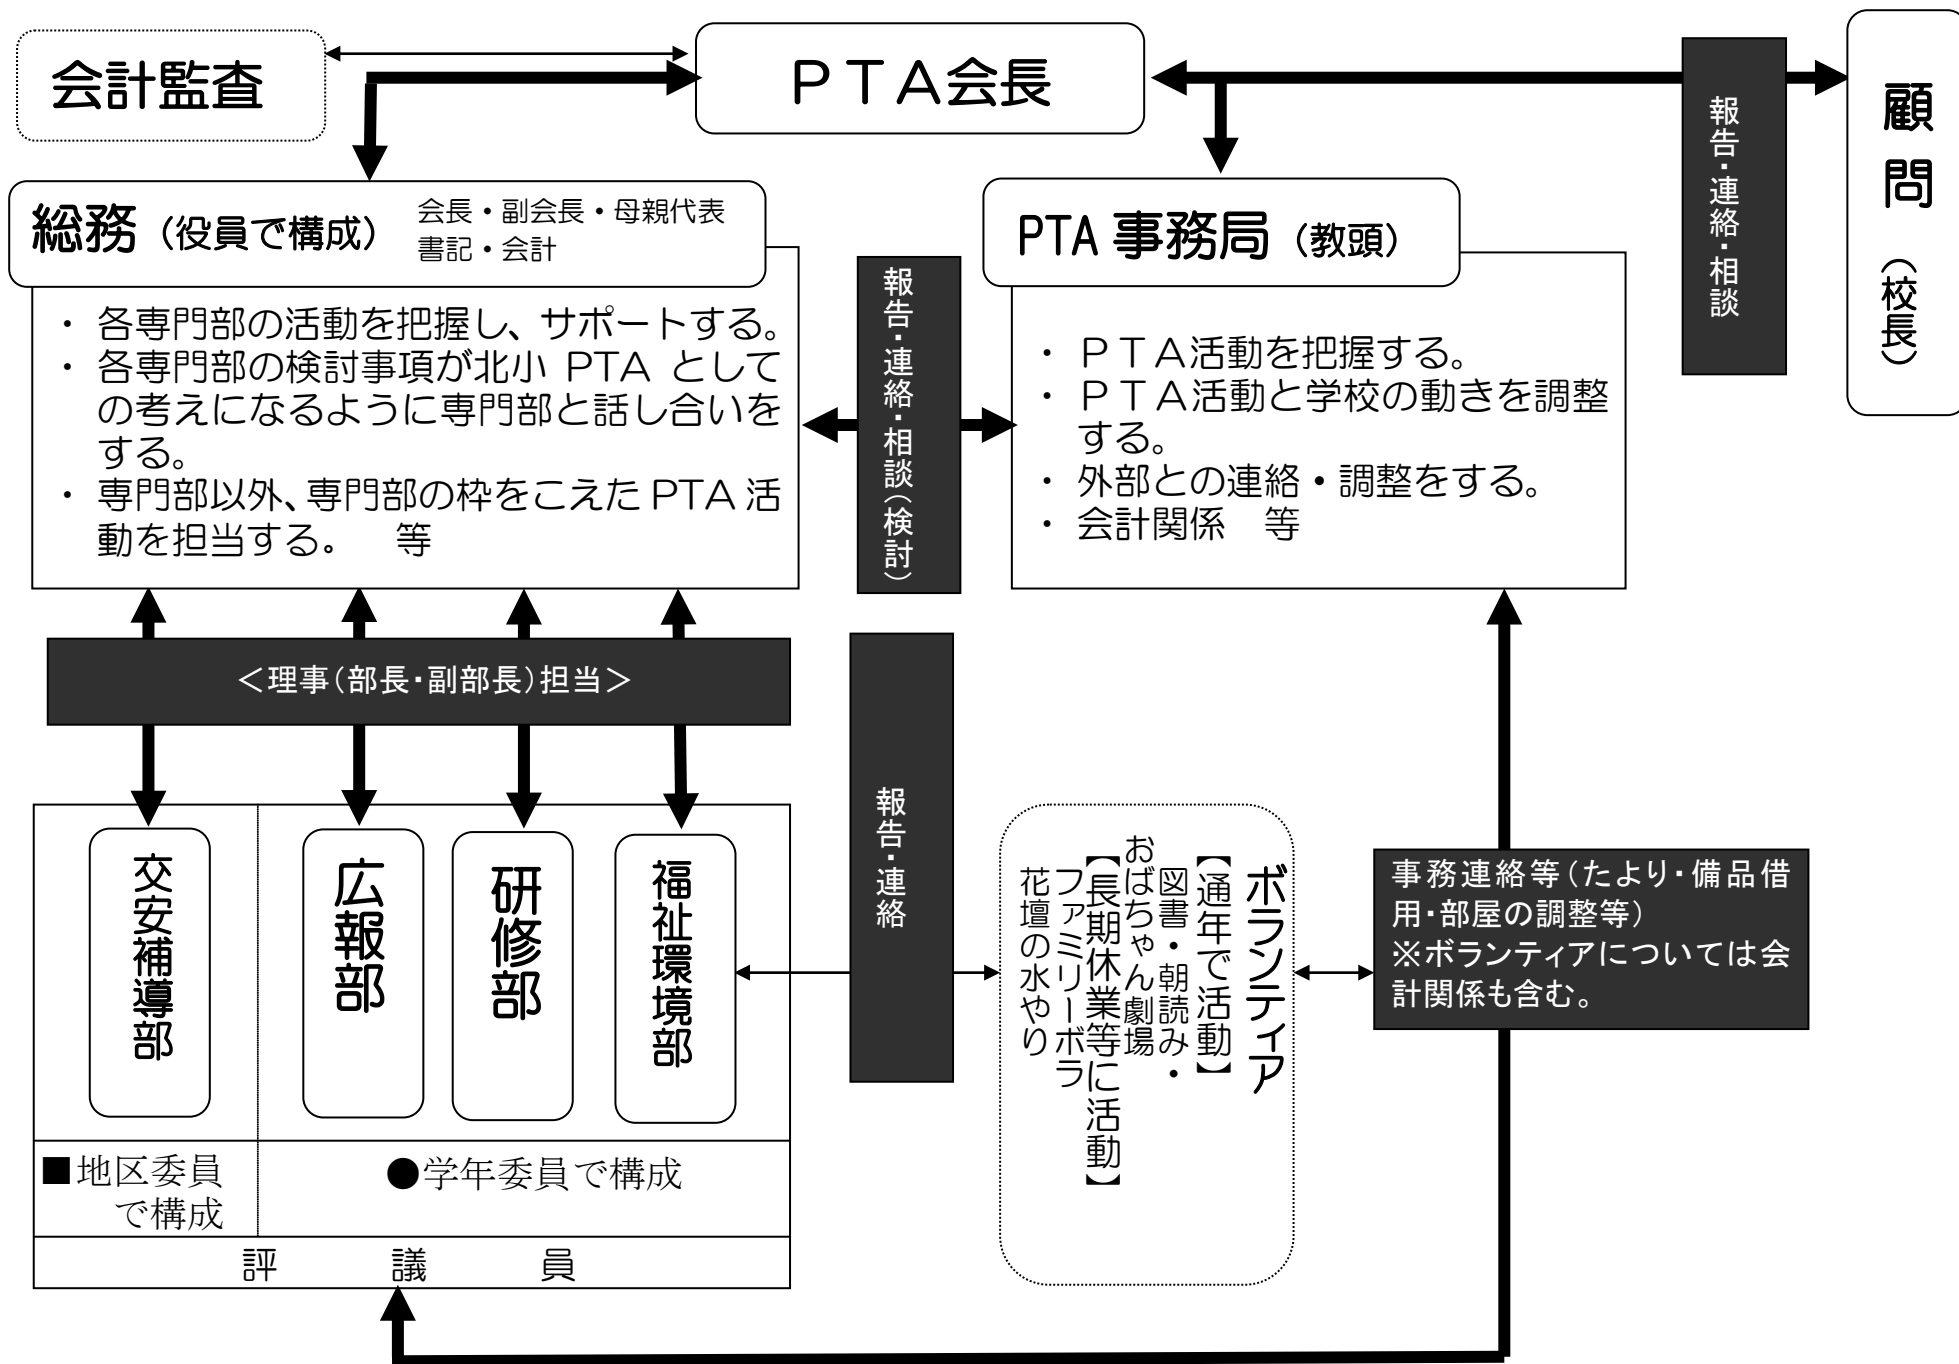 会計監査
ＰＴＡ会長
顧問（校長）
報告・連絡・相談
総務（役員で構成）
会長・副会長・母親代表
書記・会計
・ 各専門部の活動を把握し、サポートする。
・ 各専門部の検討事項が北小 PTA として
の考えになるように専門部と話し合いを
する。
・ 専門部以外、専門部の枠をこえた PTA 活
動を担当する。　等
報告・連絡・相談（検討）
PTA 事務局（教頭）
・ ＰＴＡ活動を把握する。
・ ＰＴＡ活動と学校の動きを調整
する。
・ 外部との連絡・調整をする。
・ 会計関係　等
＜理事（部長・副部長）担当＞
交安補導部
広報部
研修部
福祉環境部
■地区委員
で構成
●学年委員で構成
評　議　員
報告・連絡
ボランティア
【通年で活動】
図書・朝読み・
おばちゃん劇場
【長期休業等に活動】
ファミリーボラ
花壇の水やり
事務連絡等（たより・備品借
用・部屋の調整等）
※ボランティアについては会
計関係も含む。